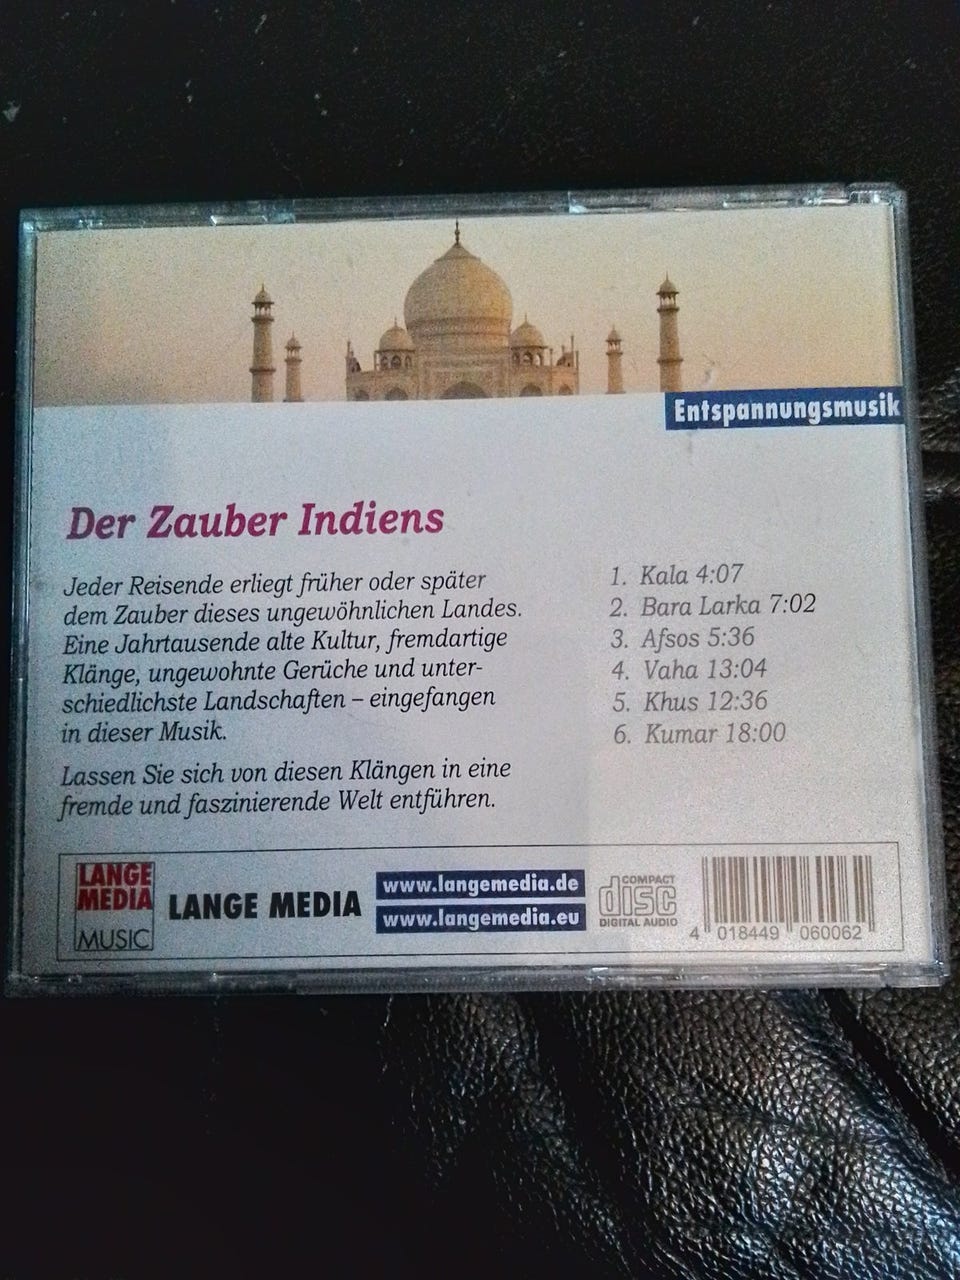 Entspannungsmusik
Der Zauber Indiens
Jeder Reisende erliegt früher oder später
dem Zauber dieses ungewöhnlichen Landes.
Eine Jahrtausende alte Kultur, fremdartige
Klänge, ungewohnte Gerüche und unter-
schiedlichste Landschaften – eingefangen
in dieser Musik.
Lassen Sie sich von diesen Klängen in eine
fremde und faszinierende Welt entführen.
1. Kala 4:07
2. Bara Larka 7:02
3. Afsos 5:36
4. Vaha 13:04
5. Khus 12:36
6. Kumar 18:00
LANGE
MEDIA
MUSIC
LANGE MEDIA
www.langemedia.de
www.langemedia.eu
COMPACT
disc
DIGITAL AUDIO
4 018449 060062